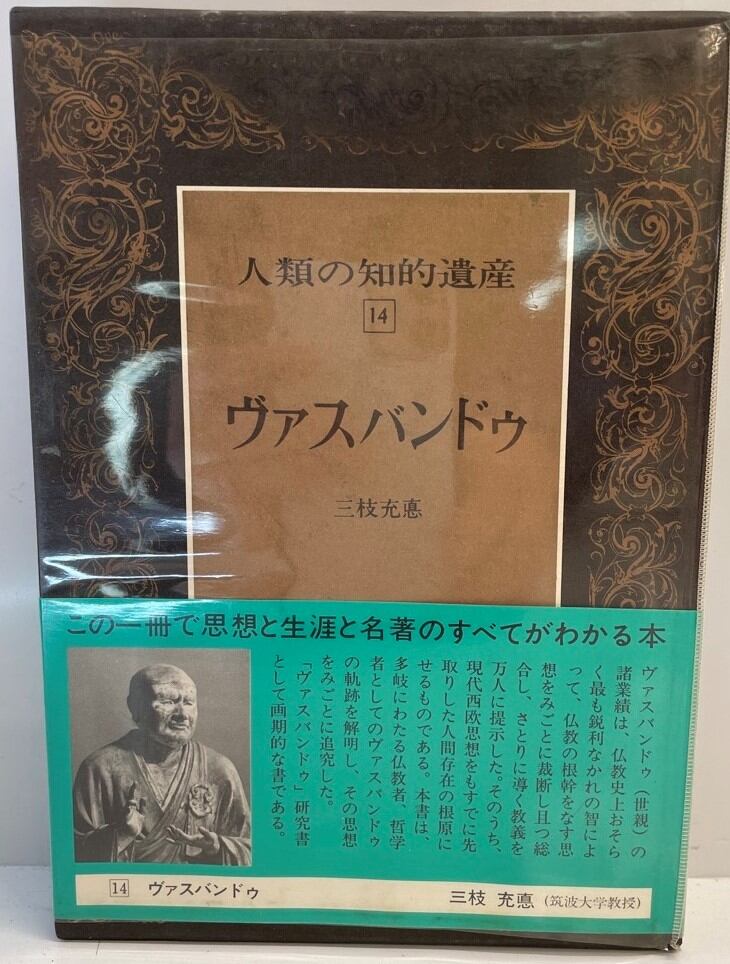 人類の知的遺産
14
ヴァスバンドゥ
三枝充悳
この一冊で思想と生涯と名著のすべてがわかる本
ヴァスバンドゥ（世親）の
諸業績は、仏教史上おそら
く最も鋭利なかれの智によ
って、仏教の根幹をなす思
想をみごとに裁断し且つ総
合し、さとりに導く教義を
万人に提示した。そのうち、
現代西欧思想をもすでに先
取りした人間存在の根原に
せるものである。本書は、
多岐にわたる仏教者、哲学
者としてのヴァスバンドゥ
の軌跡を解明し、その思想
をみごとに追究した。
「ヴァスバンドゥ」研究書
として画期的な書である。
14 ヴァスバンドゥ
三枝 充悳（筑波大学教授）